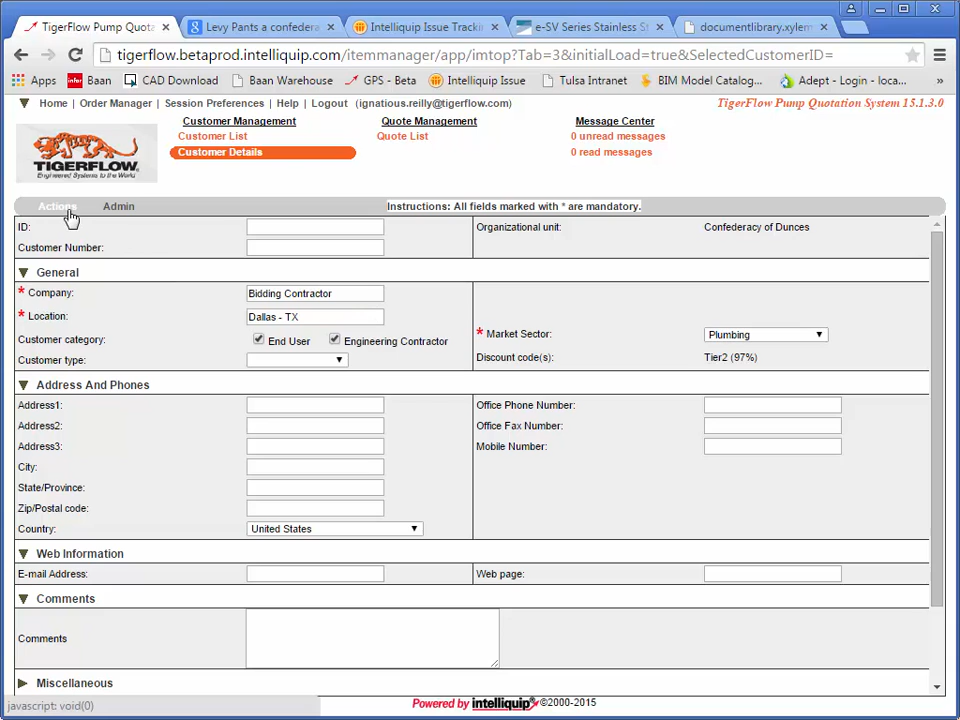 TigerFlow Pump Quota
Levy Pants a confedera
Intelliquip Issue Trackin
e-SV Series Stainless St
documentlibrary.xylem
tigerflow.betaprod.intelliquip.com/itemmanager/app/imtop?Tab=3&initialLoad=true&SelectedCustomerID=
Apps
infor Baan
CAD Download
Baan Warehouse
GPS - Beta
Intelliquip Issue
Tulsa Intranet
BIM Model Catalog...
Adept - Login - loca...
»
Home | Order Manager | Session Preferences | Help | Logout (ignatious.reilly@tigerflow.com)
TigerFlow Pump Quotation System 15.1.3.0
TIGERFLOW
Engineered Systems to the World
Customer Management
Customer List
Customer Details
Quote Management
Quote List
Message Center
0 unread messages
0 read messages
Actions
Admin
Instructions: All fields marked with * are mandatory.
ID:
Organizational unit: Confederacy of Dunces
Customer Number:
General
* Company: Bidding Contractor
* Location: Dallas - TX
* Market Sector: Plumbing
Customer category: End User Engineering Contractor
Customer type:
Discount code(s): Tier2 (97%)
Address And Phones
Address1:
Office Phone Number:
Address2:
Office Fax Number:
Address3:
Mobile Number:
City:
State/Province:
Zip/Postal code:
Country: United States
Web Information
E-mail Address:
Web page:
Comments
Comments
Miscellaneous
javascript: void(0)
Powered by intelliquip ©2000-2015